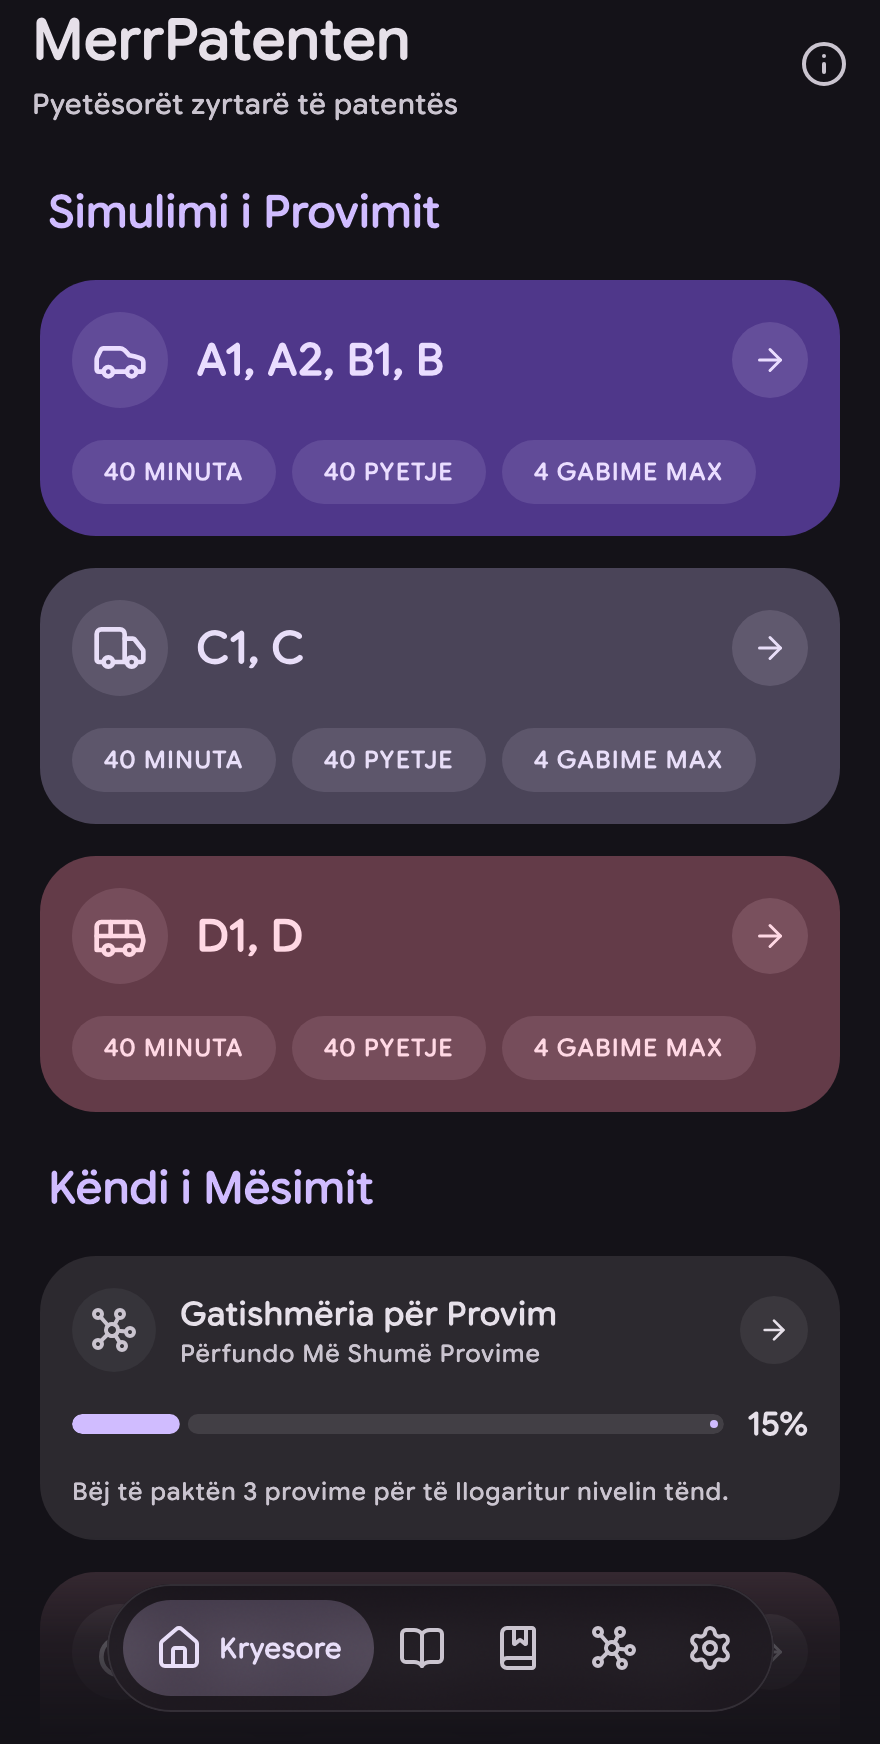 MerrPatenten
Pyetësorët zyrtarë të patentës
Simulimi i Provimit
A1, A2, B1, B
40 MINUTA
40 PYETJE
4 GABIME MAX
C1, C
40 MINUTA
40 PYETJE
4 GABIME MAX
D1, D
40 MINUTA
40 PYETJE
4 GABIME MAX
Këndi i Mësimit
Gatishmëria për Provim
Përfundo Më Shumë Provime
15%
Bëj të paktën 3 provime për të llogaritur nivelin tënd.
Kryesore